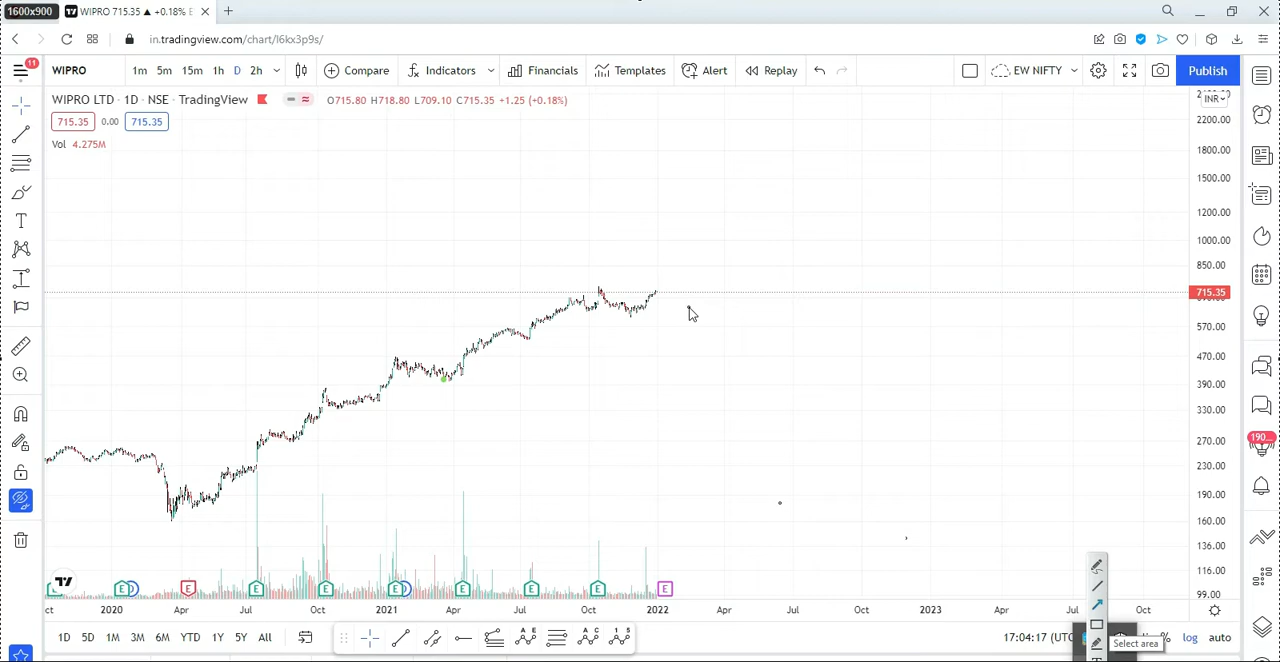 1600x900
WIPRO 715.35 ▲ +0.18% E
in.tradingview.com/chart/l6kx3p9s/
11
WIPRO
1m 5m 15m 1h D 2h
Compare
Indicators
Financials
Templates
Alert
Replay
EW NIFTY
Publish
WIPRO LTD · 1D · NSE · TradingView
O715.80 H718.80 L709.10 C715.35 +1.25 (+0.18%)
INR
715.35 0.00 715.35
Vol 4.275M
2200.00
1800.00
1500.00
1200.00
1000.00
850.00
715.35
570.00
470.00
390.00
330.00
270.00
230.00
190.00
160.00
136.00
116.00
99.00
190...
E D E E E E D E E E E
2020 Apr Jul Oct 2021 Apr Jul Oct 2022 Apr Jul Oct 2023 Apr Jul Oct
1D 5D 1M 3M 6M YTD 1Y 5Y All
17:04:17 (UTC
% log auto
Select area